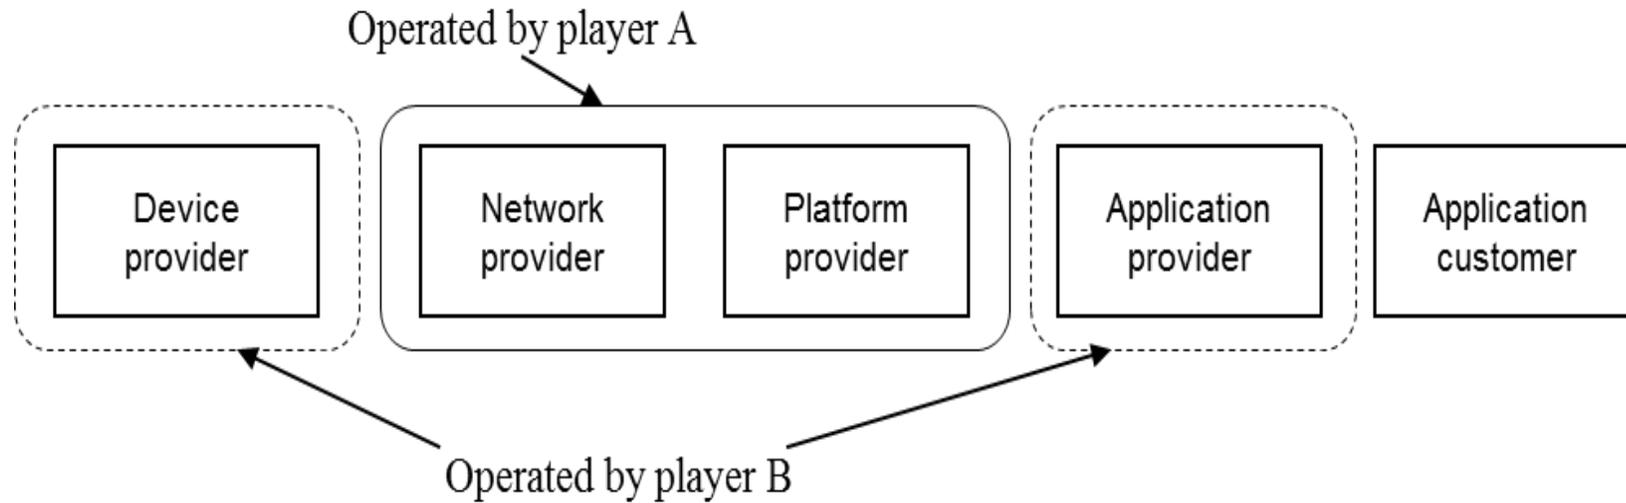 Operated by player A
Device
provider
Network
provider
Platform
provider
Application
provider
Application
customer
Operated by player B